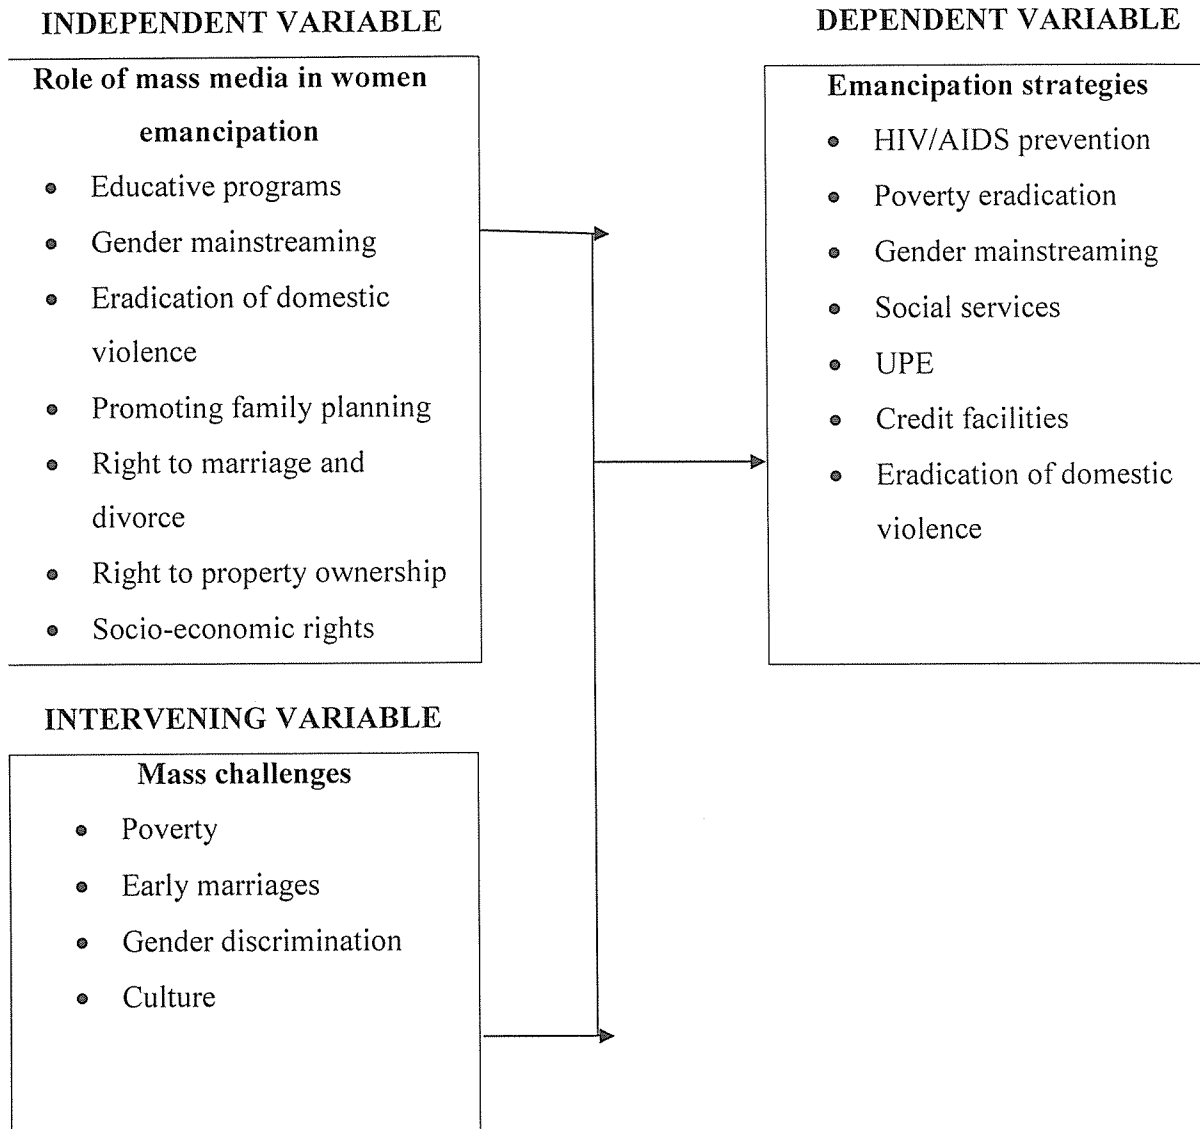 INDEPENDENT VARIABLE
Role of mass media in women
emancipation
• Educative programs
• Gender mainstreaming
• Eradication of domestic
violence
• Promoting family planning
• Right to marriage and
divorce
• Right to property ownership
• Socio-economic rights
INTERVENING VARIABLE
Mass challenges
• Poverty
• Early marriages
• Gender discrimination
• Culture
DEPENDENT VARIABLE
Emancipation strategies
• HIV/AIDS prevention
• Poverty eradication
• Gender mainstreaming
• Social services
• UPE
• Credit facilities
• Eradication of domestic
violence